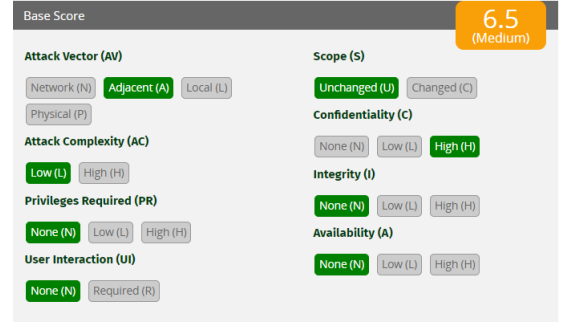 Base Score
6.5
(Medium)
Attack Vector (AV)
Network (N) Adjacent (A) Local (L)
Physical (P)
Attack Complexity (AC)
Low (L) High (H)
Privileges Required (PR)
None (N) Low (L) High (H)
User Interaction (UI)
None (N) Required (R)
Scope (S)
Unchanged (U) Changed (C)
Confidentiality (C)
None (N) Low (L) High (H)
Integrity (I)
None (N) Low (L) High (H)
Availability (A)
None (N) Low (L) High (H)